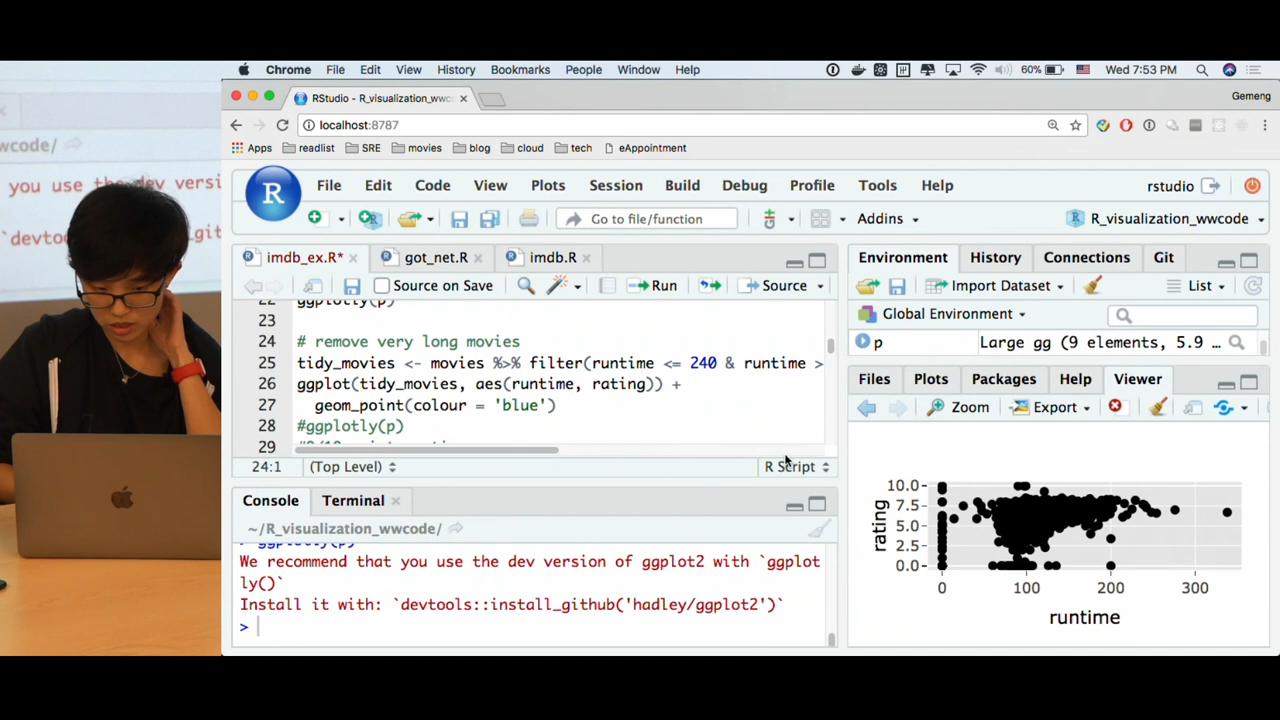 Chrome File Edit View History Bookmarks People Window Help 60% Wed 7:53 PM
RStudio - R_visualization_wwc
Gemeng
localhost:8787
Apps readlist SRE movies blog cloud tech eAppointment
wcode/
you use the dev versi
`devtoo
git
R
File Edit Code View Plots Session Build Debug Profile Tools Help
rstudio
Go to file/function
Addins
R_visualization_wwcode
imdb_ex.R* got_net.R imdb.R
Source on Save Run Source
22 ggplotly(p)
23
24 # remove very long movies
25 tidy_movies <- movies %>% filter(runtime <= 240 & runtime >
26 ggplot(tidy_movies, aes(runtime, rating)) +
27 geom_point(colour = 'blue')
28 #ggplotly(p)
29
24:1 (Top Level) R Script
Console Terminal
~/R_visualization_wwcode/
> ggplotly(p)
We recommend that you use the dev version of ggplot2 with `ggplot
ly()`
Install it with: `devtools::install_github('hadley/ggplot2')`
>
Environment History Connections Git
Import Dataset List
Global Environment
p Large gg (9 elements, 5.9 …
Files Plots Packages Help Viewer
Zoom Export
rating
10.0
7.5
5.0
2.5
0.0
0 100 200 300
runtime